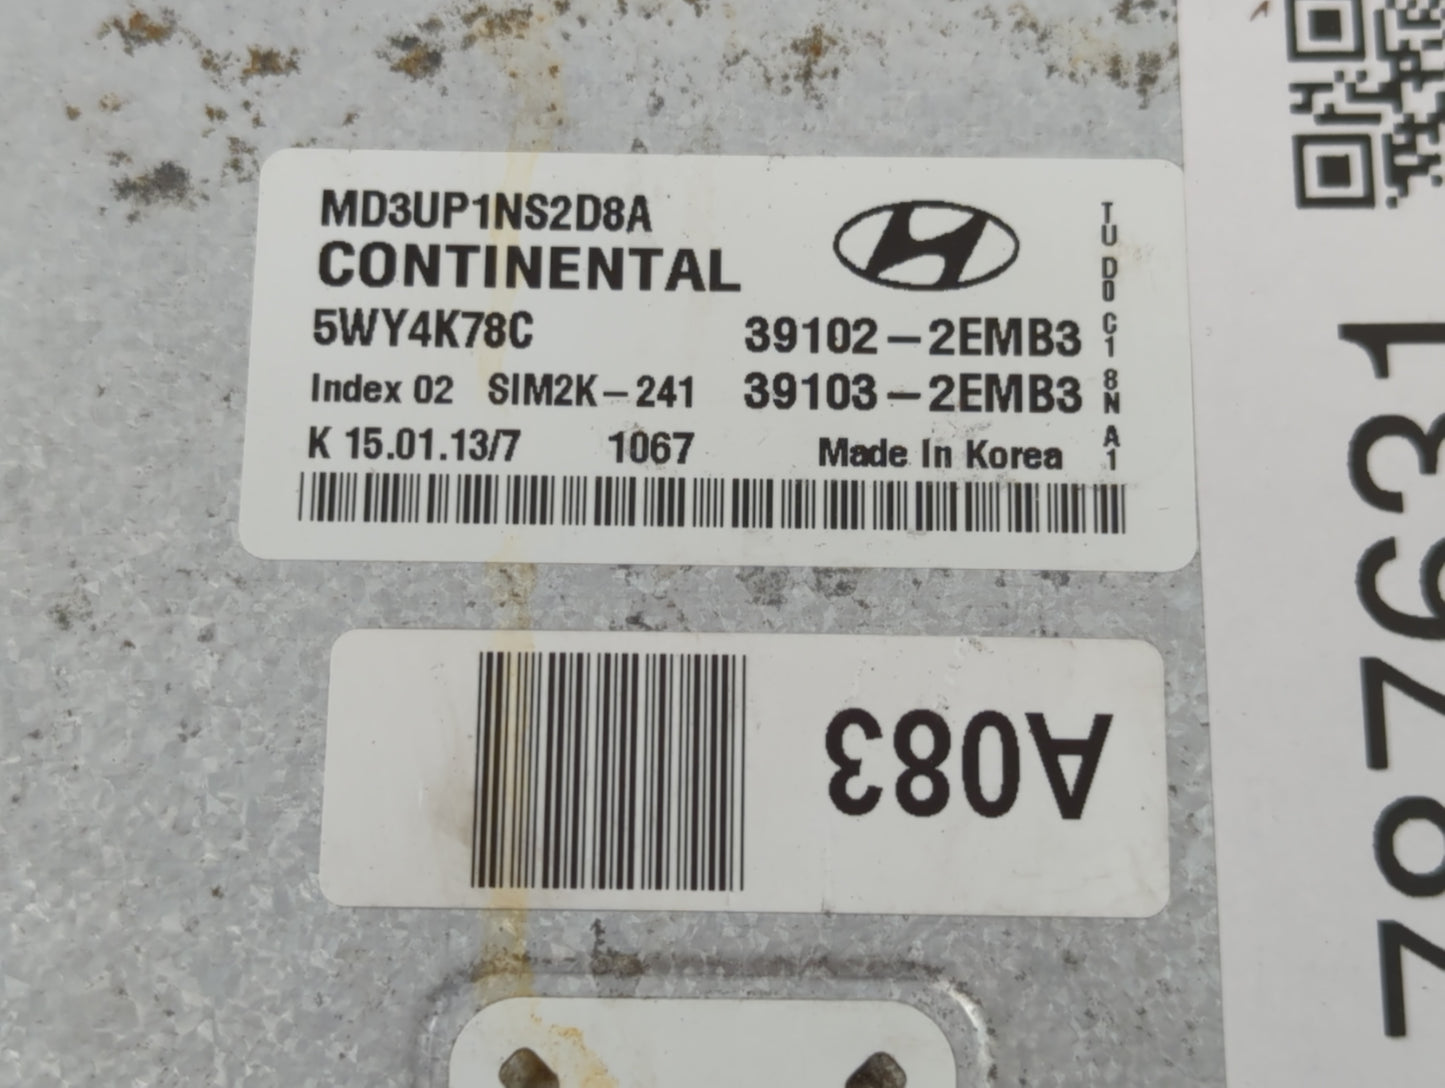 MD3UP1NS2D8A
CONTINENTAL
5WY4K78C 39102-2EMB3
Index 02 SIM2K-241 39103-2EMB3
K 15.01.13/7 1067 Made In Korea
TU D0 C1 8N A1
A083
787631